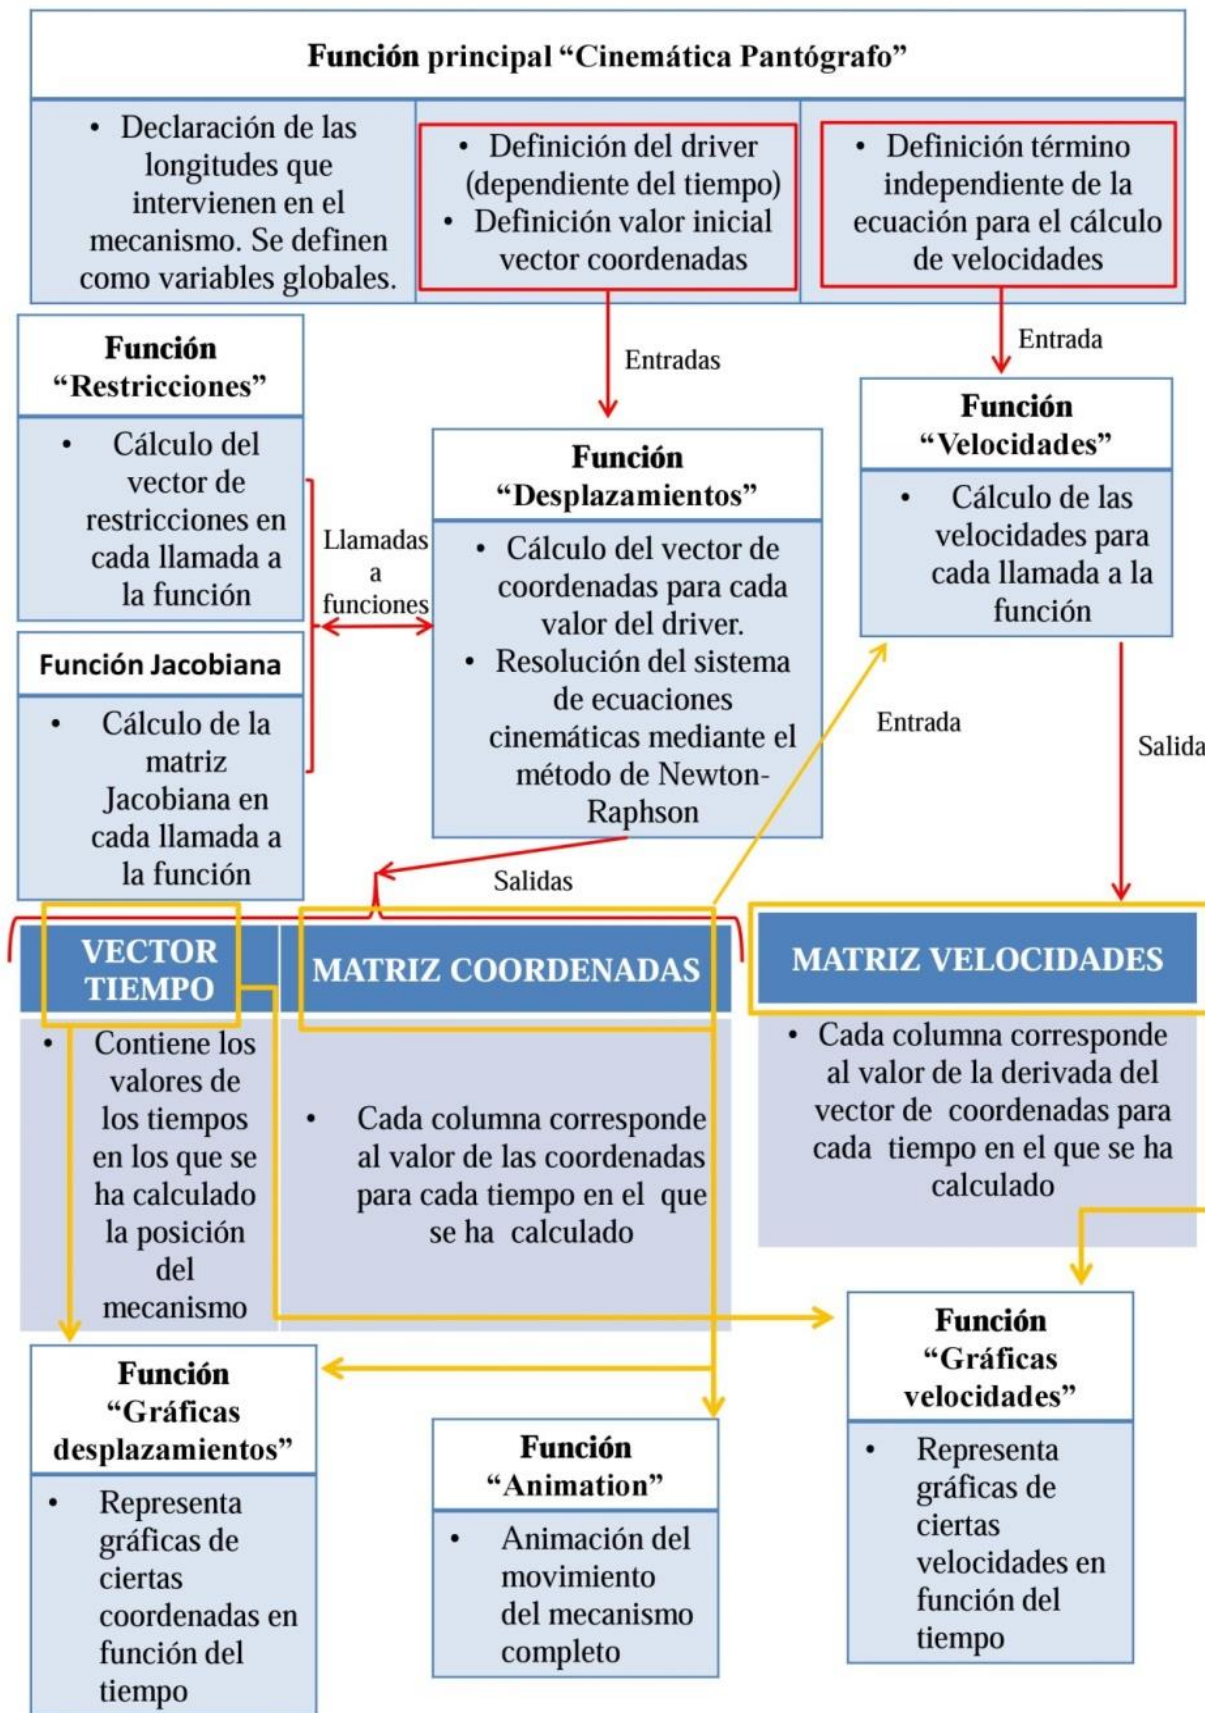 Función principal “Cinemática Pantógrafo”
• Declaración de las
longitudes que
intervienen en el
mecanismo. Se definen
como variables globales.
• Definición del driver
(dependiente del tiempo)
• Definición valor inicial
vector coordenadas
• Definición término
independiente de la
ecuación para el cálculo
de velocidades
Entradas
Entrada
Función
“Restricciones”
• Cálculo del
vector de
restricciones en
cada llamada a
la función
Función Jacobiana
• Cálculo de la
matriz
Jacobiana en
cada llamada a
la función
Llamadas
a
funciones
Función
“Desplazamientos”
• Cálculo del vector de
coordenadas para cada
valor del driver.
• Resolución del sistema
de ecuaciones
cinemáticas mediante el
método de Newton-
Raphson
Función
“Velocidades”
• Cálculo de las
velocidades para
cada llamada a la
función
Entrada
Salida
Salidas
VECTOR
TIEMPO
MATRIZ COORDENADAS
MATRIZ VELOCIDADES
• Contiene los
valores de
los tiempos
en los que se
ha calculado
la posición
del
mecanismo
• Cada columna corresponde
al valor de las coordenadas
para cada tiempo en el que
se ha calculado
• Cada columna corresponde
al valor de la derivada del
vector de coordenadas para
cada tiempo en el que se ha
calculado
Función
“Gráficas
desplazamientos”
• Representa
gráficas de
ciertas
coordenadas en
función del
tiempo
Función
“Animation”
• Animación del
movimiento
del mecanismo
completo
Función
“Gráficas
velocidades”
• Representa
gráficas de
ciertas
velocidades en
función del
tiempo